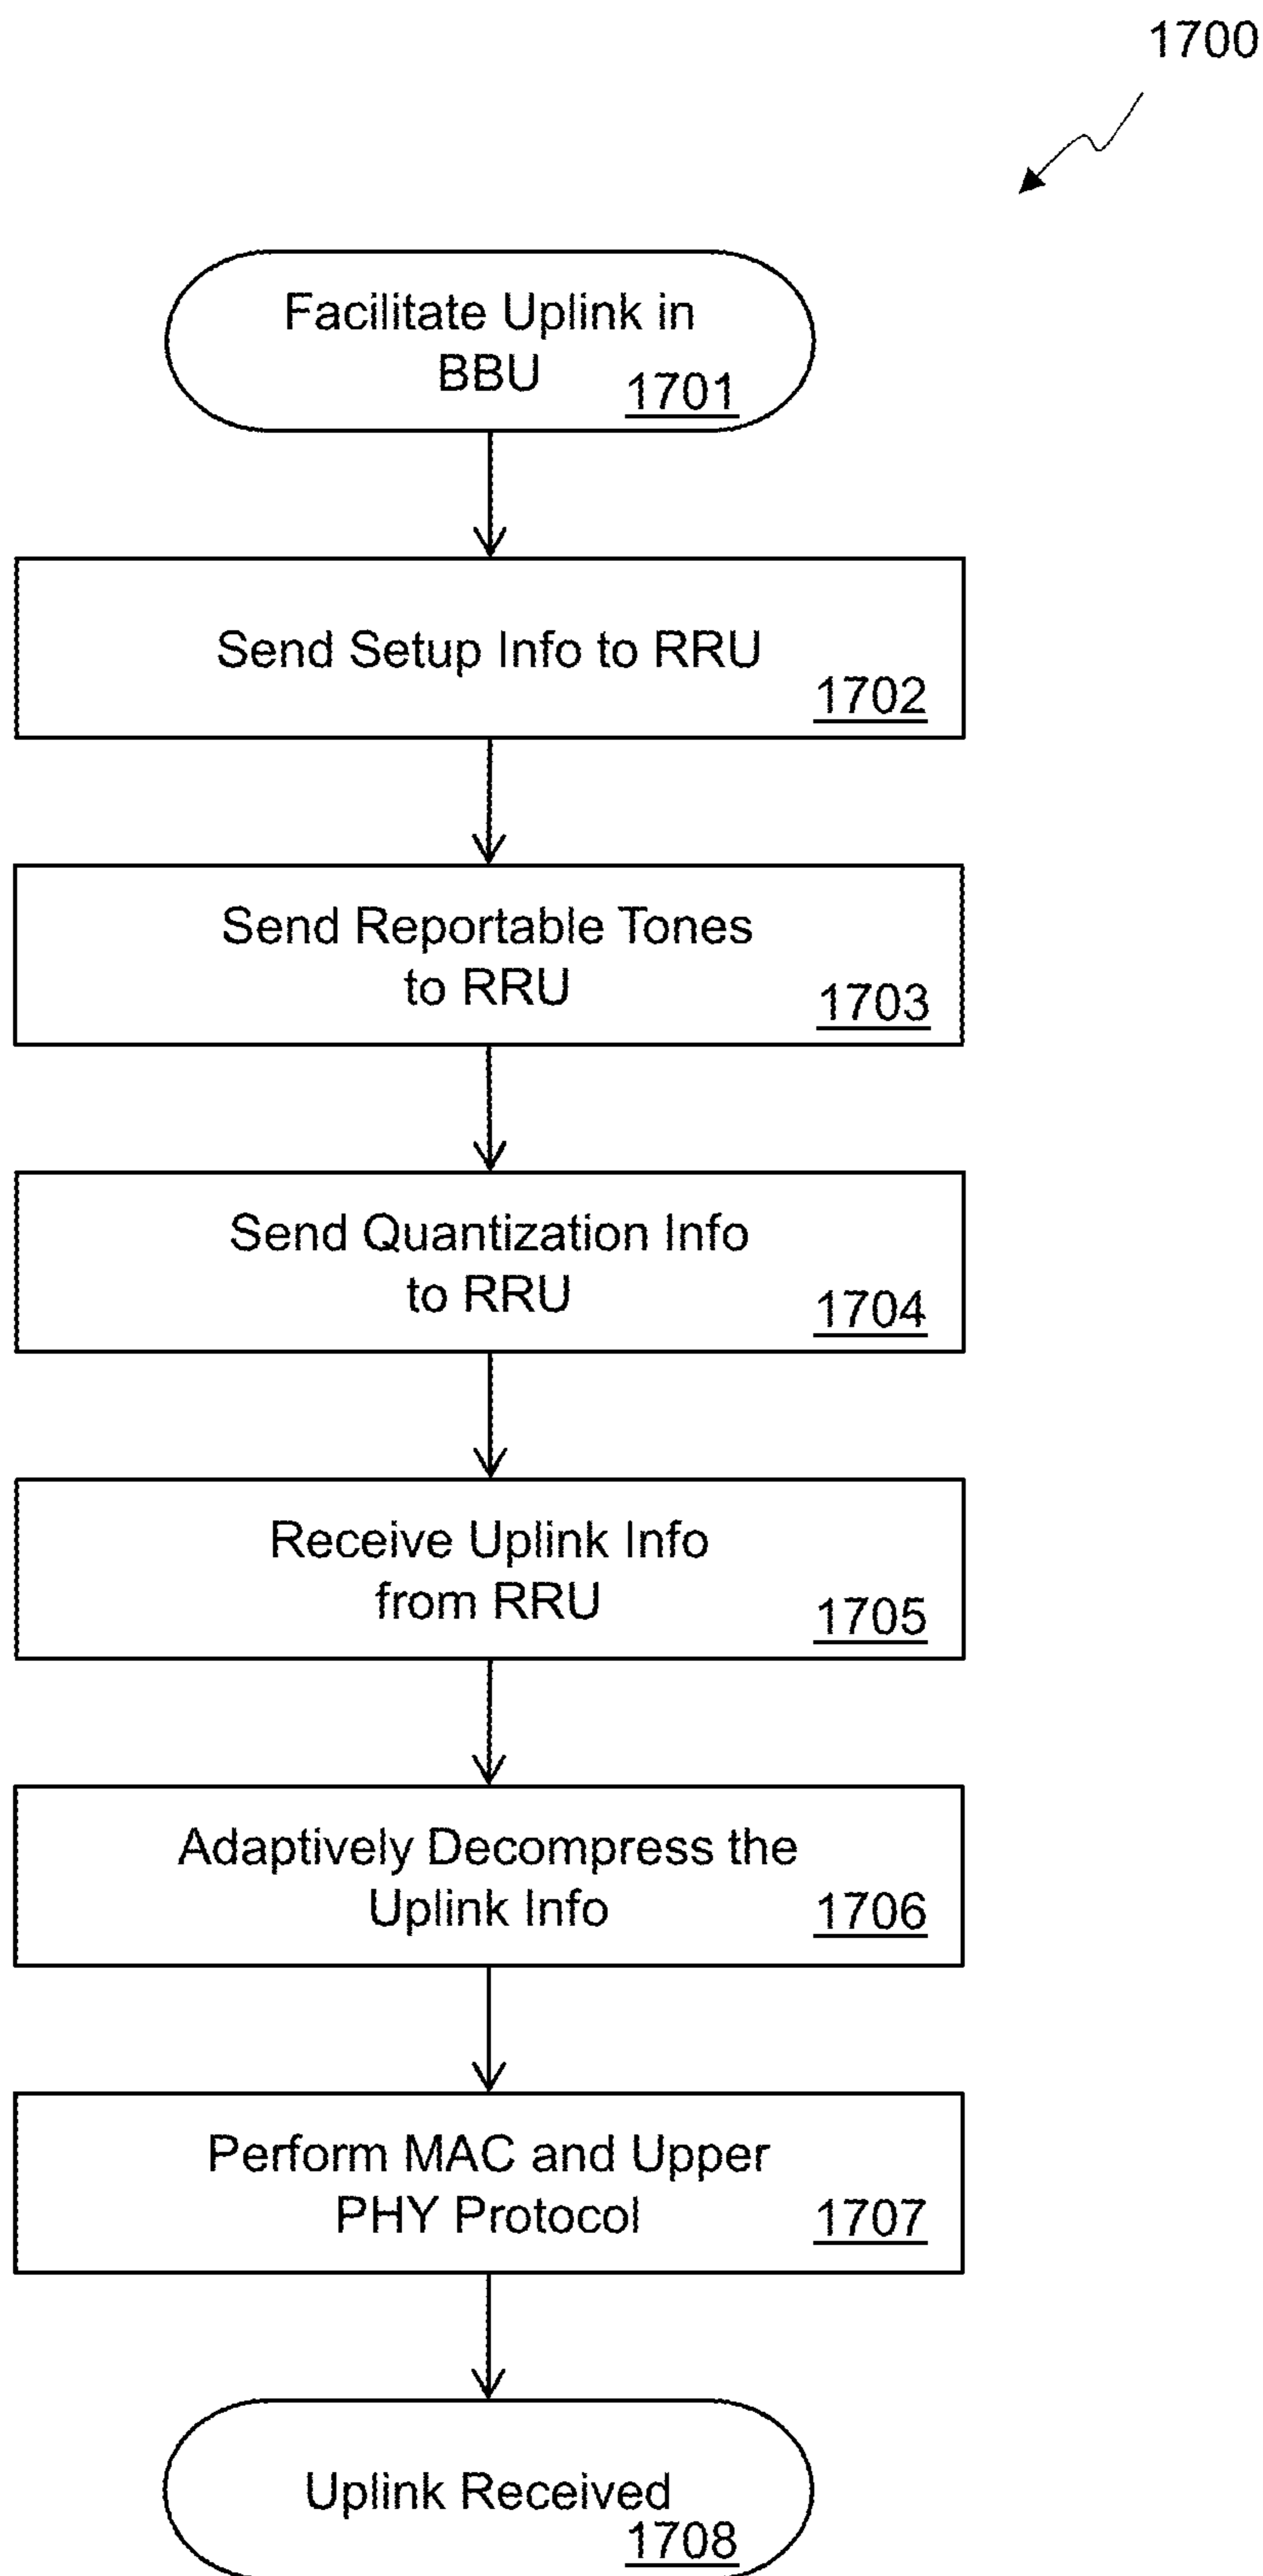 1700
Facilitate Uplink in
BBU
1701
Send Setup Info to RRU
1702
Send Reportable Tones
to RRU
1703
Send Quantization Info
to RRU
1704
Receive Uplink Info
from RRU
1705
Adaptively Decompress the
Uplink Info
1706
Perform MAC and Upper
PHY Protocol
1707
Uplink Received
1708